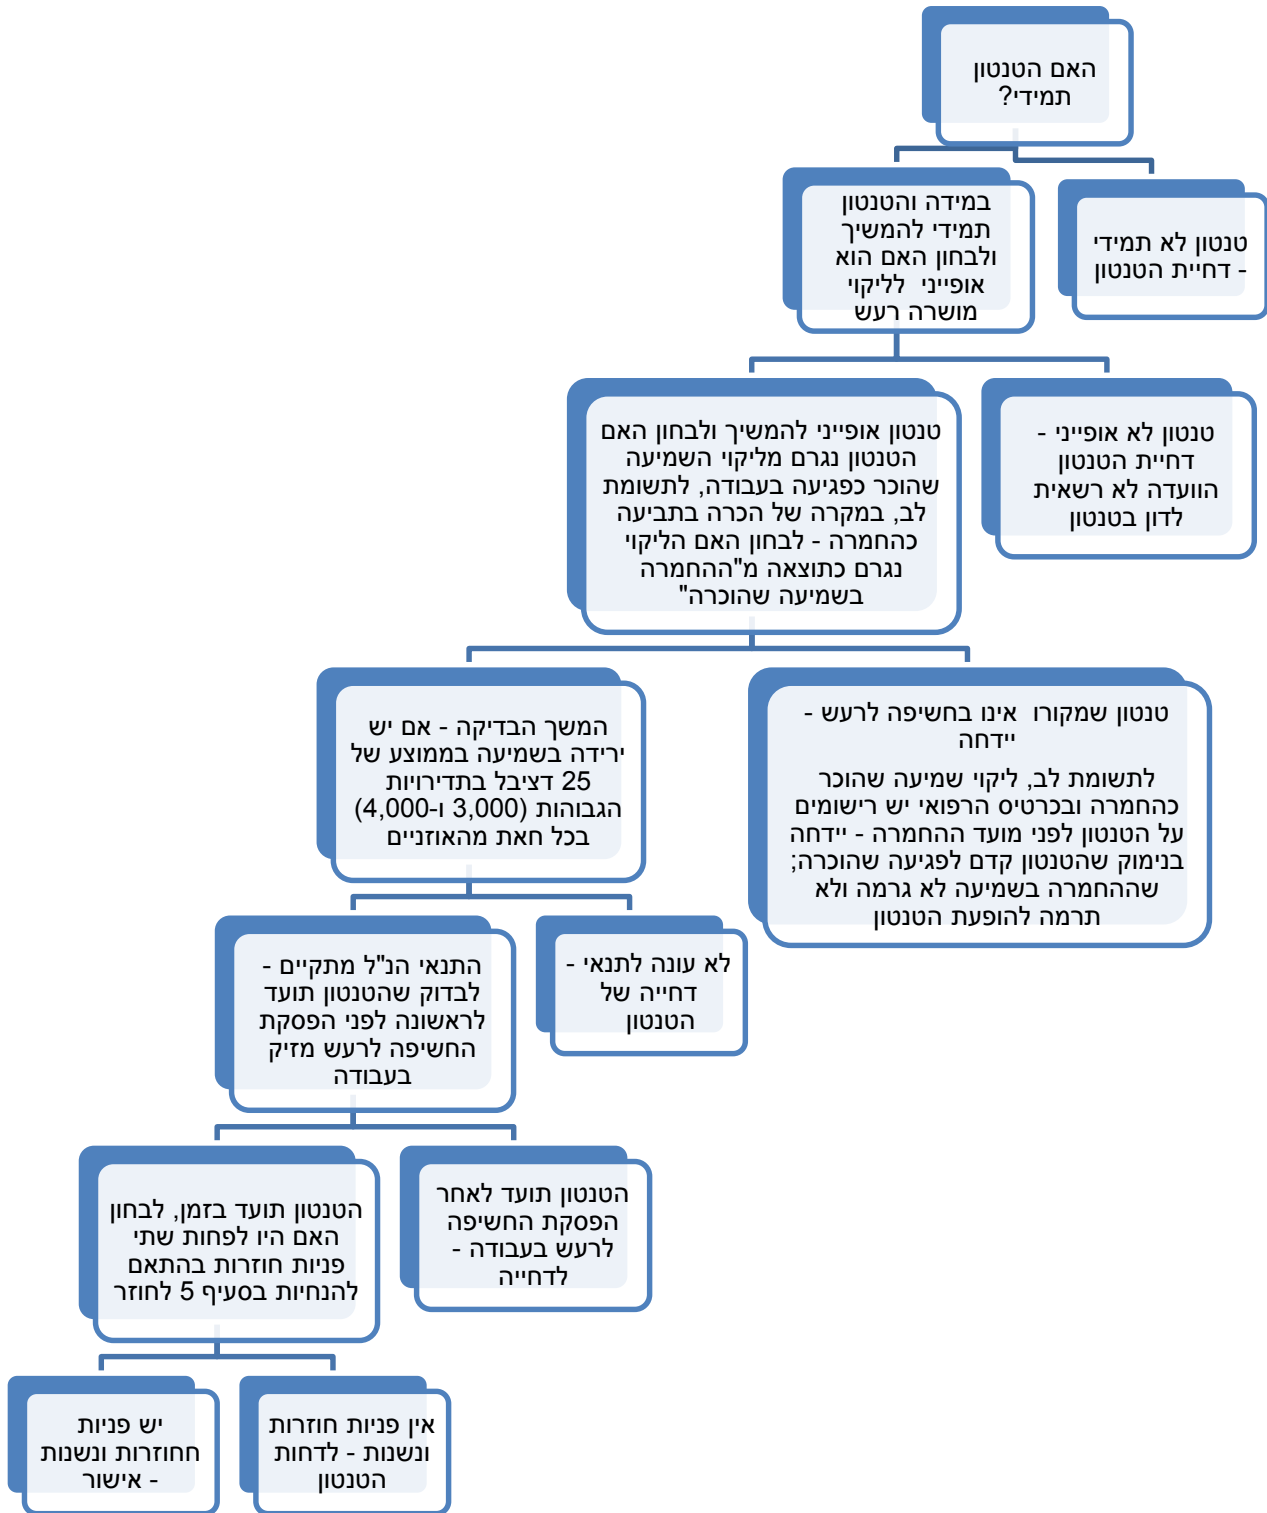 האם הטנטון
תמידי?
טנטון לא תמידי
- דחיית הטנטון
במידה והטנטון
תמידי להמשיך
ולבחון האם הוא
אופייני לליקוי
מושרה רעש
טנטון לא אופייני -
דחיית הטנטון
הוועדה לא רשאית
לדון בטנטון
טנטון אופייני להמשיך ולבחון האם
הטנטון נגרם מליקוי השמיעה
שהוכר כפגיעה בעבודה, לתשומת
לב, במקרה של הכרה בתביעה
כהחמרה - לבחון האם הליקוי
נגרם כתוצאה מ"ההחמרה
בשמיעה שהוכרה"
טנטון שמקורו אינו בחשיפה לרעש -
יידחה
לתשומת לב, ליקוי שמיעה שהוכר
כהחמרה ובכרטיס הרפואי יש רישומים
על הטנטון לפני מועד ההחמרה - יידחה
בנימוק שהטנטון קדם לפגיעה שהוכרה;
שההחמרה בשמיעה לא גרמה ולא
תרמה להופעת הטנטון
המשך הבדיקה - אם יש
ירידה בשמיעה בממוצע של
25 דציבל בתדירויות
הגבוהות (3,000 ו-4,000)
בכל חאת מהאוזניים
לא עונה לתנאי -
דחייה של
הטנטון
התנאי הנ"ל מתקיים -
לבדוק שהטנטון תועד
לראשונה לפני הפסקת
החשיפה לרעש מזיק
בעבודה
הטנטון תועד לאחר
הפסקת החשיפה
לרעש בעבודה -
לדחייה
הטנטון תועד בזמן, לבחון
האם היו לפחות שתי
פניות חוזרות בהתאם
להנחיות בסעיף 5 לחוזר
אין פניות חוזרות
ונשנות - לדחות
הטנטון
יש פניות
חחוזרות ונשנות
- אישור